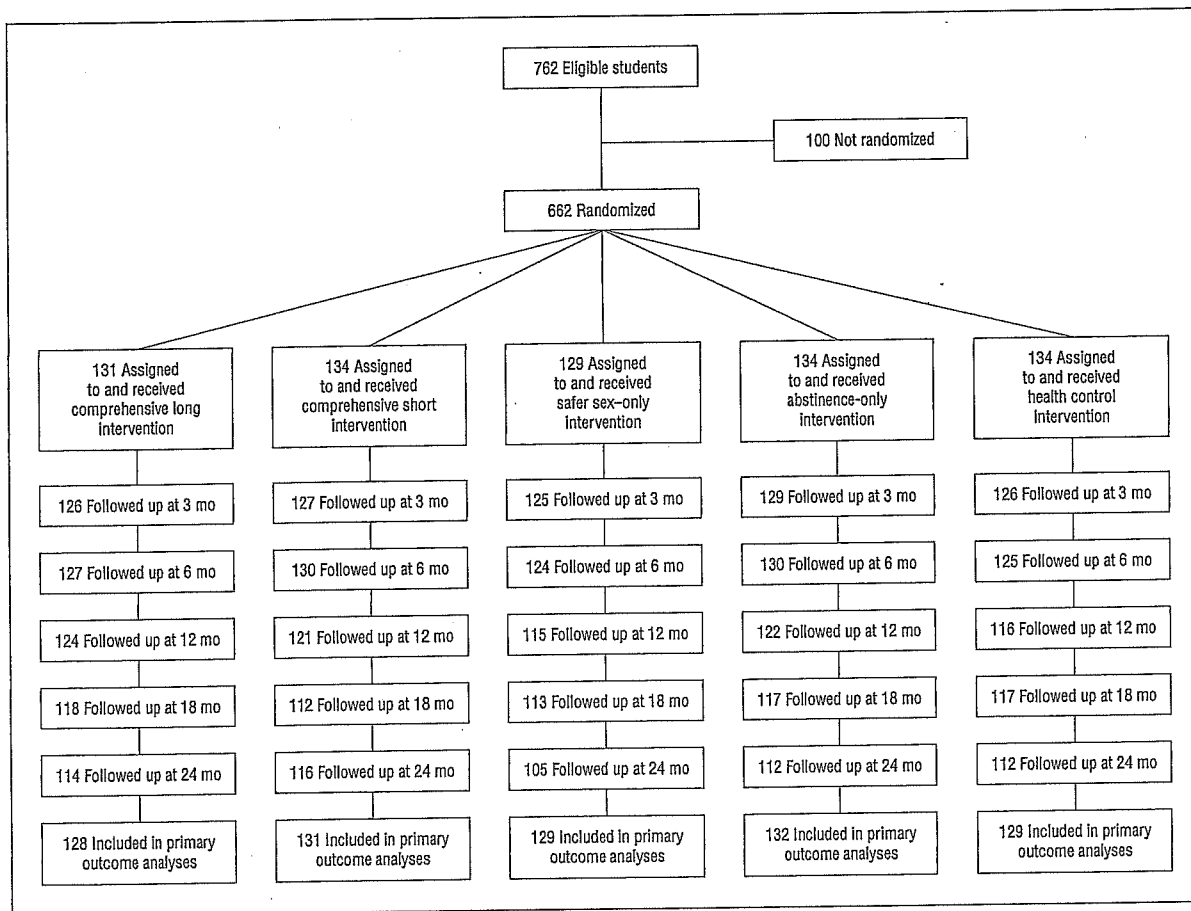 762 Eligible students
100 Not randomized
662 Randomized
131 Assigned
to and received
comprehensive long
intervention
134 Assigned
to and received
comprehensive short
intervention
129 Assigned
to and received
safer sex–only
intervention
134 Assigned
to and received
abstinence-only
intervention
134 Assigned
to and received
health control
intervention
126 Followed up at 3 mo
127 Followed up at 3 mo
125 Followed up at 3 mo
129 Followed up at 3 mo
126 Followed up at 3 mo
127 Followed up at 6 mo
130 Followed up at 6 mo
124 Followed up at 6 mo
130 Followed up at 6 mo
125 Followed up at 6 mo
124 Followed up at 12 mo
121 Followed up at 12 mo
115 Followed up at 12 mo
122 Followed up at 12 mo
116 Followed up at 12 mo
118 Followed up at 18 mo
112 Followed up at 18 mo
113 Followed up at 18 mo
117 Followed up at 18 mo
117 Followed up at 18 mo
114 Followed up at 24 mo
116 Followed up at 24 mo
105 Followed up at 24 mo
112 Followed up at 24 mo
112 Followed up at 24 mo
128 Included in primary
outcome analyses
131 Included in primary
outcome analyses
129 Included in primary
outcome analyses
132 Included in primary
outcome analyses
129 Included in primary
outcome analyses